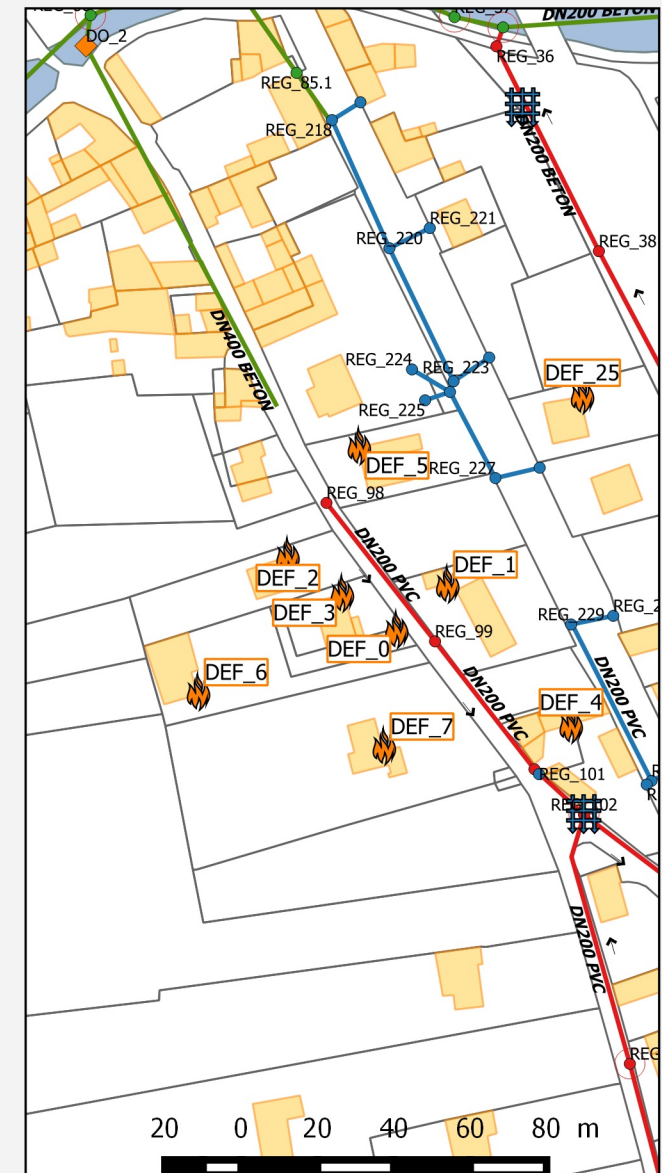 DN200 BETON
DO_2
REG_36
REG_85.1
REG_218
DN200 BETON
REG_221
REG_220
REG_38
DN400 BETON
REG_224
REG_223
DEF_25
REG_225
DEF_5
REG_227
REG_98
DN200 PVC
DEF_2
DEF_1
DEF_3
REG_229
DEF_0
REG_99
DEF_6
DN200 PVC
DN200 PVC
DEF_4
DEF_7
REG_101
DN200 PVC
20 0 20 40 60 80 m